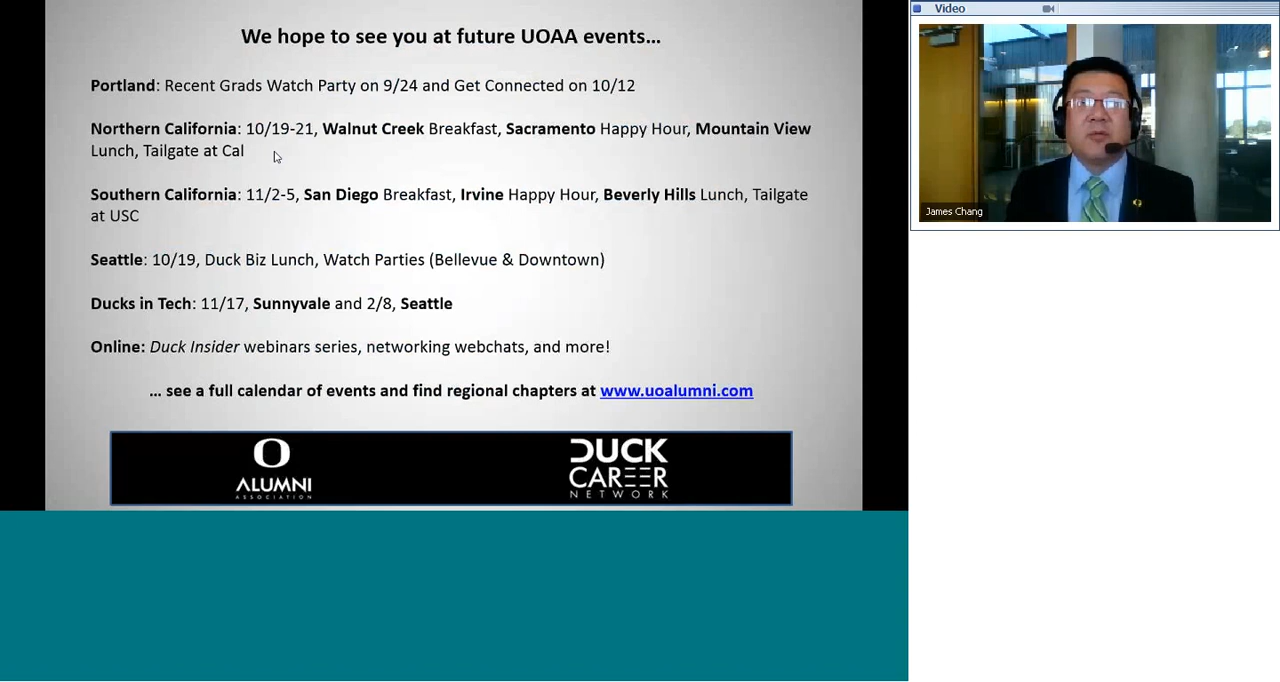 We hope to see you at future UOAA events...
Portland: Recent Grads Watch Party on 9/24 and Get Connected on 10/12
Northern California: 10/19-21, Walnut Creek Breakfast, Sacramento Happy Hour, Mountain View
Lunch, Tailgate at Cal
Southern California: 11/2-5, San Diego Breakfast, Irvine Happy Hour, Beverly Hills Lunch, Tailgate
at USC
Seattle: 10/19, Duck Biz Lunch, Watch Parties (Bellevue & Downtown)
Ducks in Tech: 11/17, Sunnyvale and 2/8, Seattle
Online: Duck Insider webinars series, networking webchats, and more!
... see a full calendar of events and find regional chapters at www.uoalumni.com
O
ALUMNI
ASSOCIATION
DUCK
CAREER
NETWORK
Video
James Chang